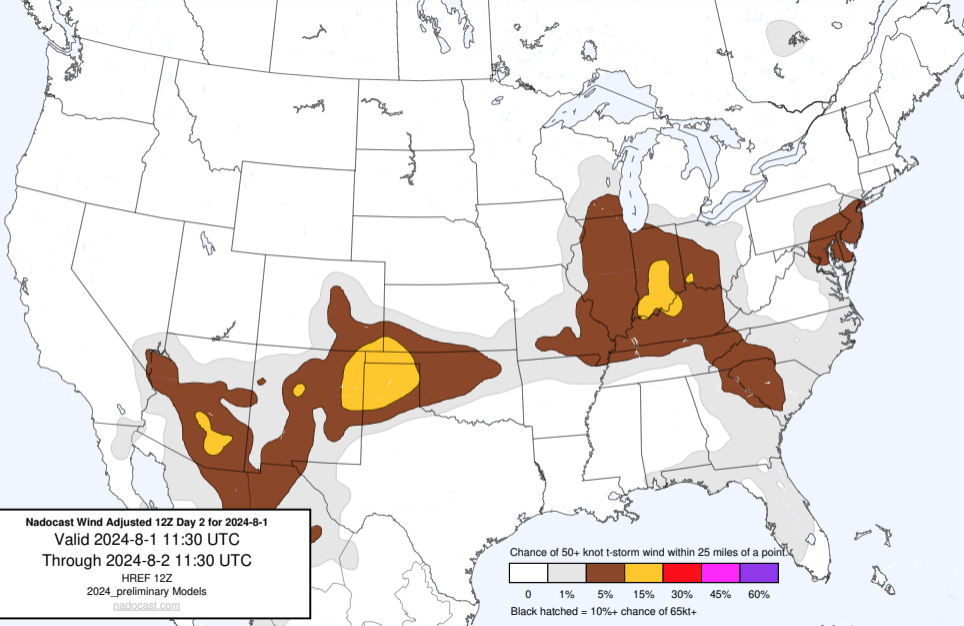 Nadocast Wind Adjusted 12Z Day 2 for 2024-8-1
Valid 2024-8-1 11:30 UTC
Through 2024-8-2 11:30 UTC
HREF 12Z
2024_preliminary Models
nadocast.com
Chance of 50+ knot t-storm wind within 25 miles of a point.
0 1% 5% 15% 30% 45% 60%
Black hatched = 10%+ chance of 65kt+